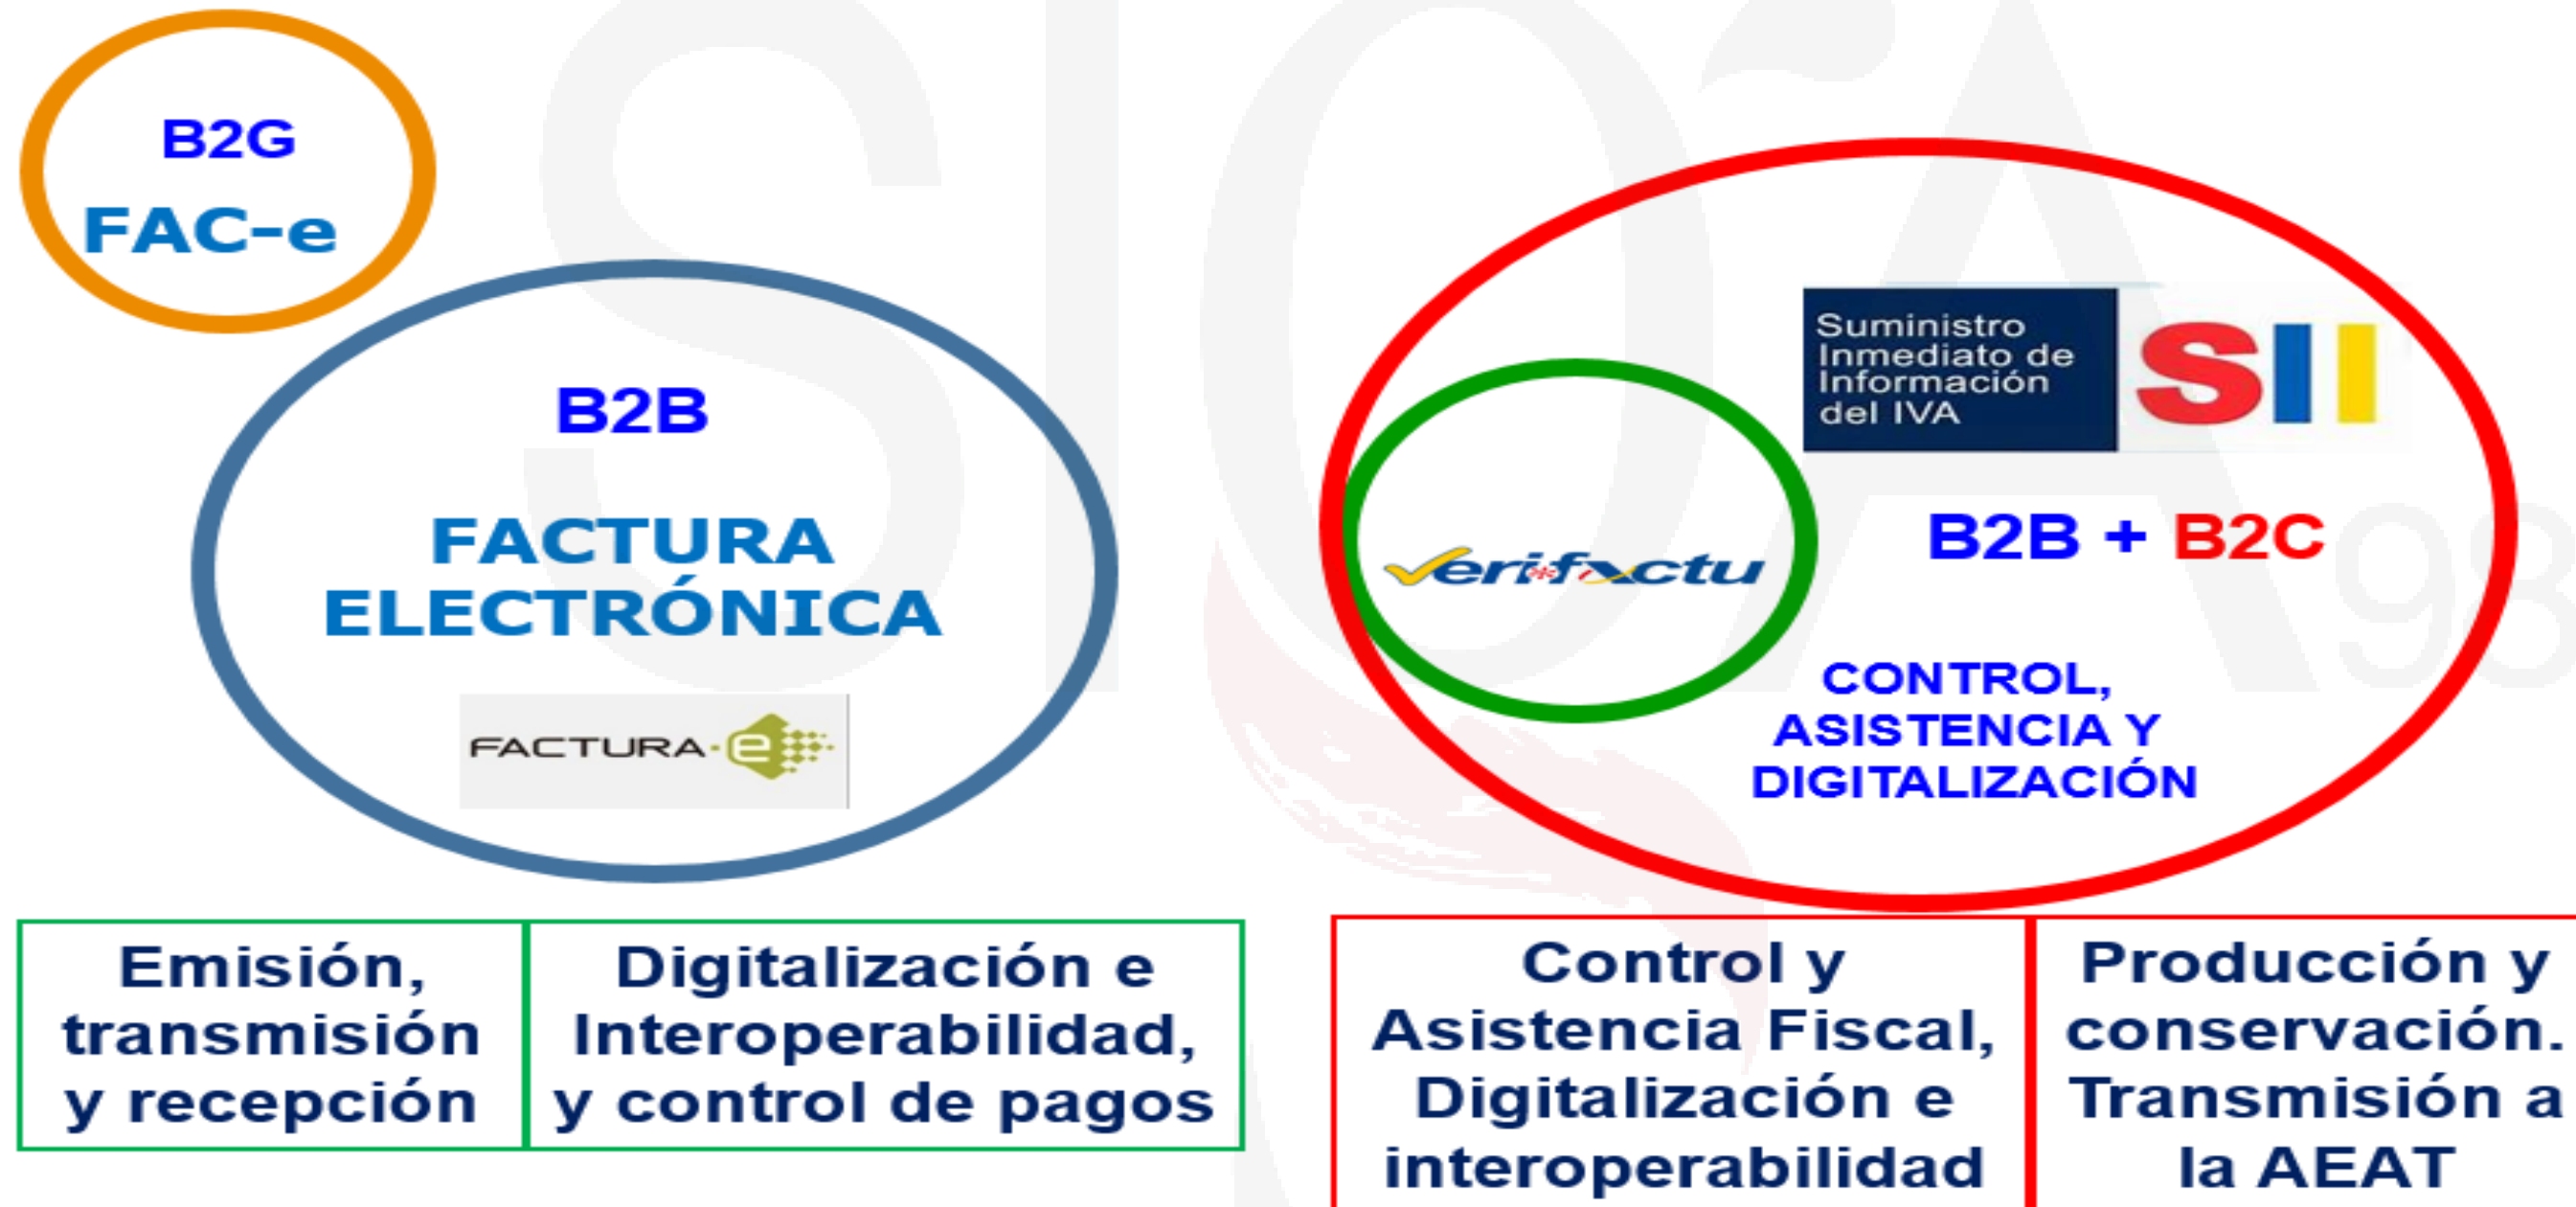 B2G
FAC-e
B2B
FACTURA
ELECTRÓNICA
FACTURA-e
Suministro
Inmediato de
Información
del IVA
SII
Verifactu
B2B + B2C
CONTROL,
ASISTENCIA Y
DIGITALIZACIÓN
Emisión,
transmisión
y recepción
Digitalización e
Interoperabilidad,
y control de pagos
Control y
Asistencia Fiscal,
Digitalización e
interoperabilidad
Producción y
conservación.
Transmisión a
la AEAT
98